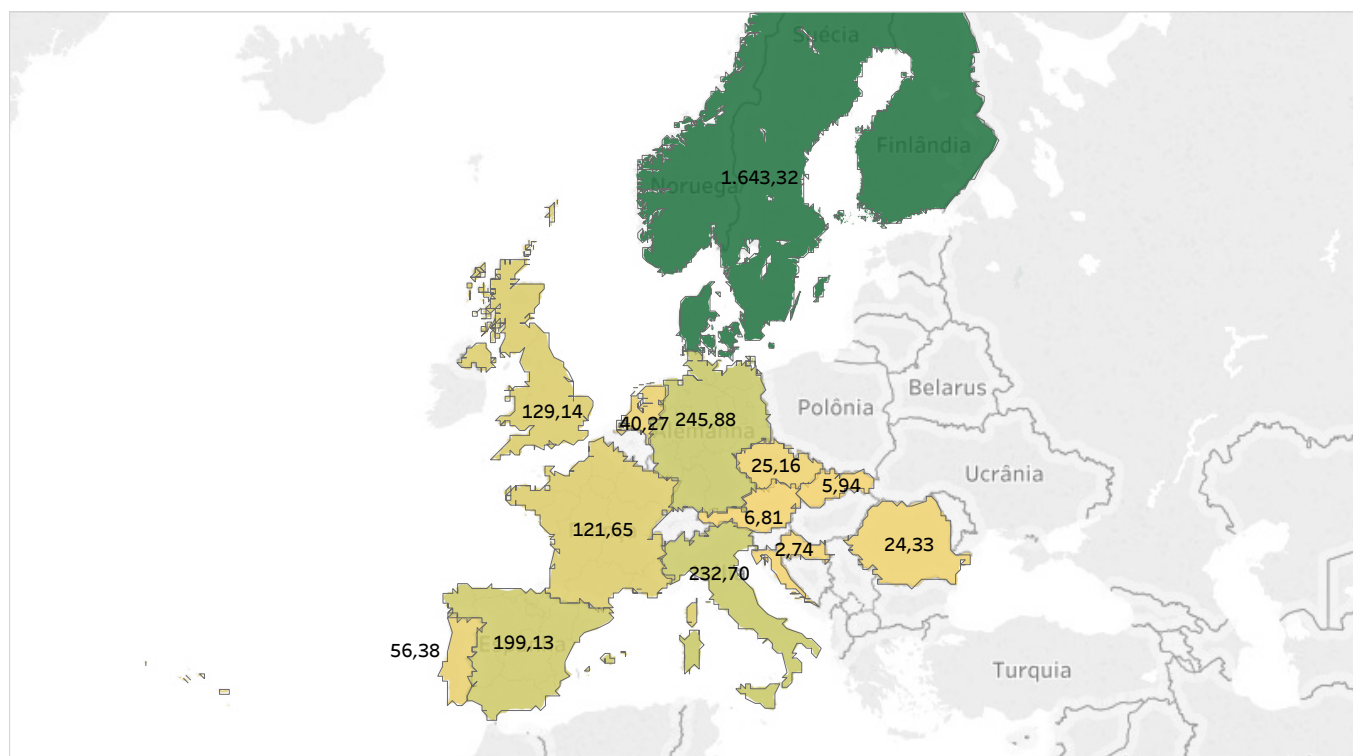 Suécia
Finlândia
Noruega
1.643,32
Belarus
Polônia
129,14
40,27
245,88
Alemanha
25,16
Ucrânia
5,94
6,81
121,65
2,74
24,33
232,70
56,38
199,13
Turquia